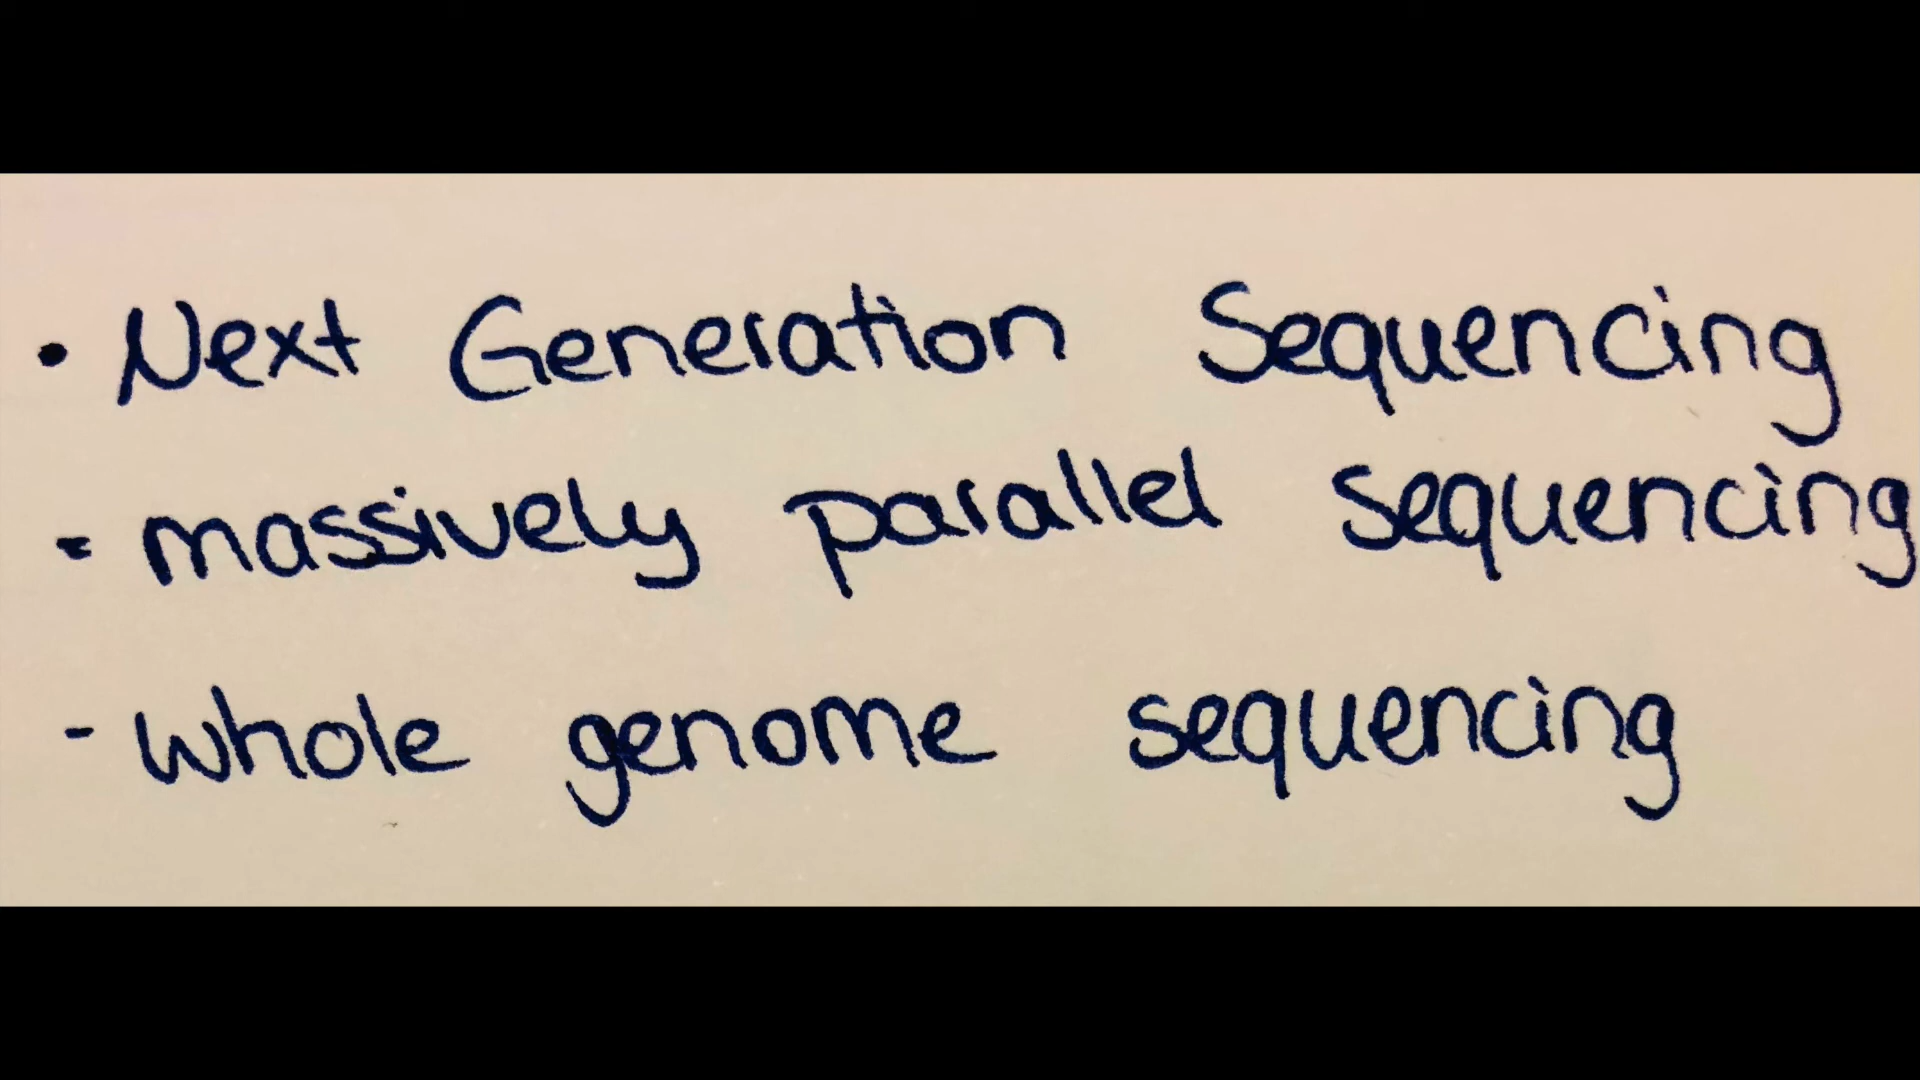 • Next Generation Sequencing
- massively parallel sequencing
- whole genome sequencing